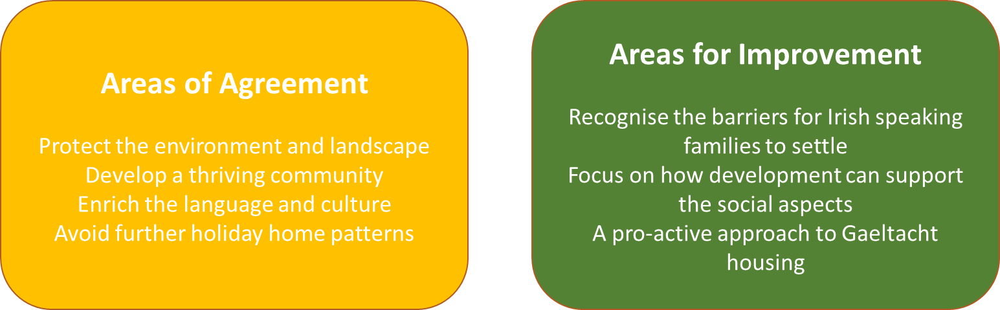 Areas of Agreement
Protect the environment and landscape
Develop a thriving community
Enrich the language and culture
Avoid further holiday home patterns
Areas for Improvement
Recognise the barriers for Irish speaking
families to settle
Focus on how development can support
the social aspects
A pro-active approach to Gaeltacht
housing